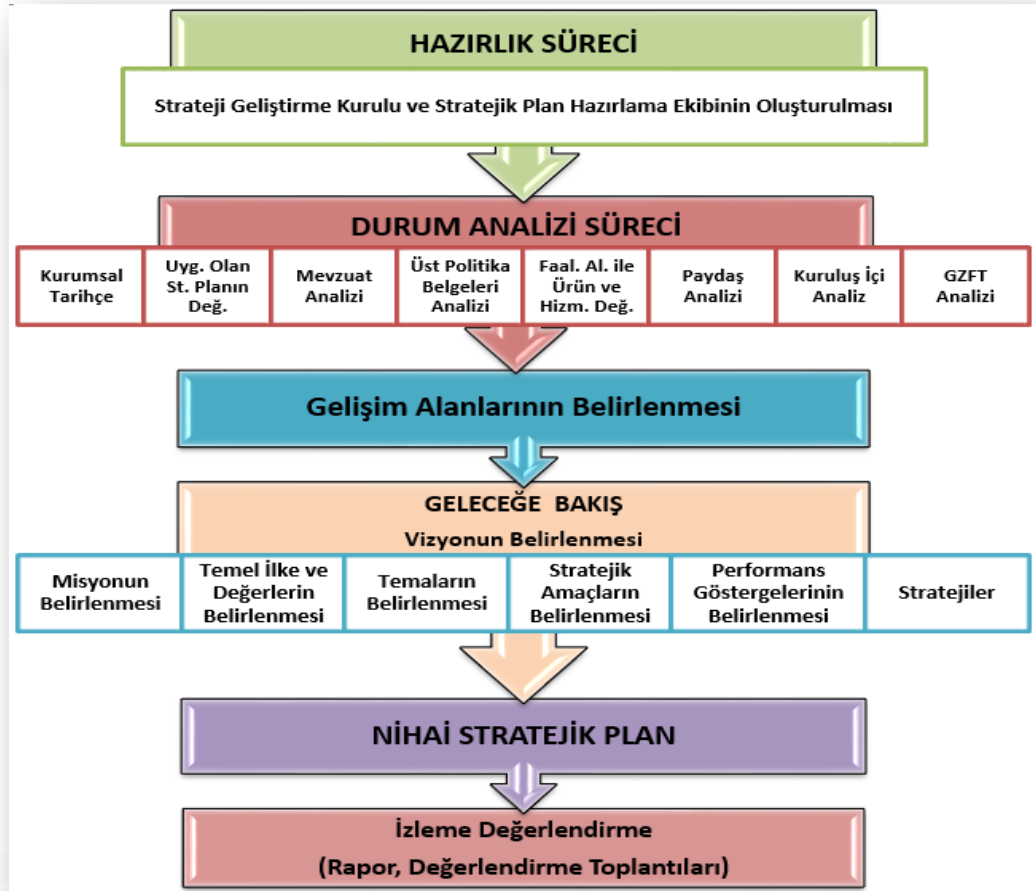 HAZIRLIK SÜRECİ
Strateji Geliştirme Kurulu ve Stratejik Plan Hazırlama Ekibinin Oluşturulması
DURUM ANALİZİ SÜRECİ
Kurumsal
Tarihçe
Uyg. Olan
St. Planın
Değ.
Mevzuat
Analizi
Üst Politika
Belgeleri
Analizi
Faal. Al. ile
Ürün ve
Hizm. Değ.
Paydaş
Analizi
Kuruluş İçi
Analiz
GZFT
Analizi
Gelişim Alanlarının Belirlenmesi
GELECEĞE BAKIŞ
Vizyonun Belirlenmesi
Misyonun
Belirlenmesi
Temel İlke ve
Değerlerin
Belirlenmesi
Temaların
Belirlenmesi
Stratejik
Amaçların
Belirlenmesi
Performans
Göstergelerinin
Belirlenmesi
Stratejiler
NİHAİ STRATEJİK PLAN
İzleme Değerlendirme
(Rapor, Değerlendirme Toplantıları)